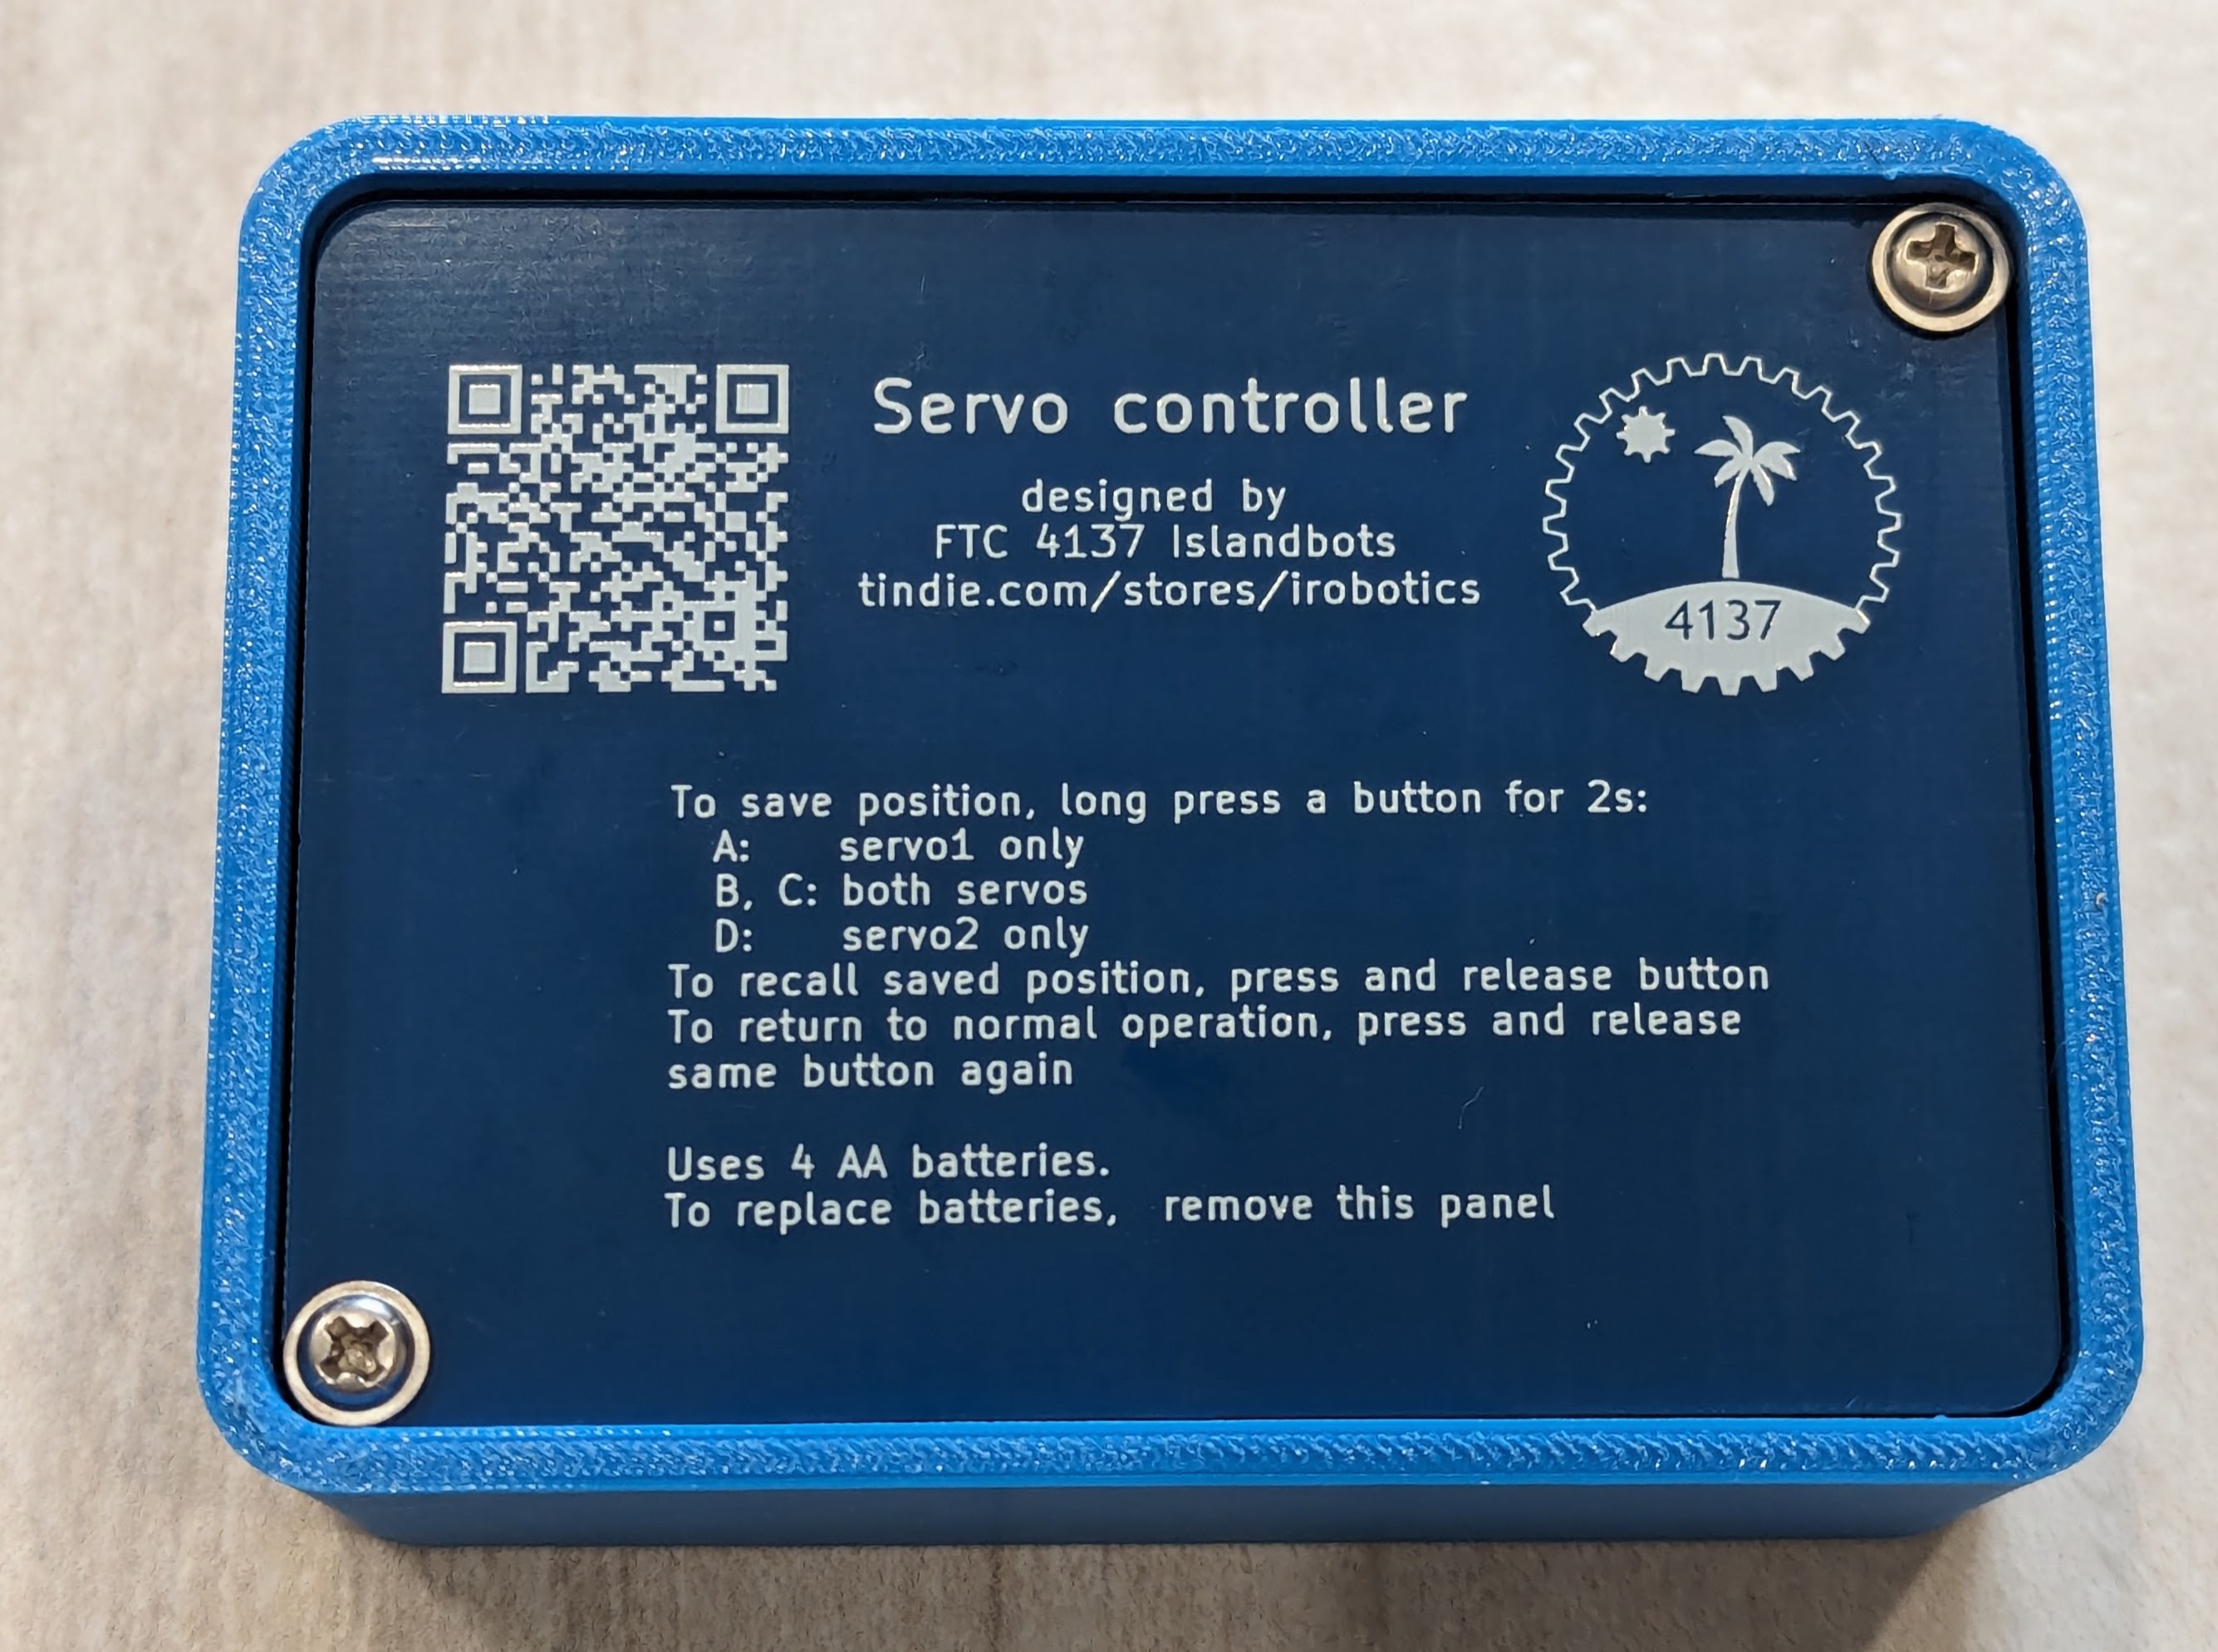 Servo controller
designed by
FTC 4137 Islandbots
tindie.com/stores/irobotics
4137
To save position, long press a button for 2s:
A: servo1 only
B, C: both servos
D: servo2 only
To recall saved position, press and release button
To return to normal operation, press and release
same button again
Uses 4 AA batteries.
To replace batteries, remove this panel